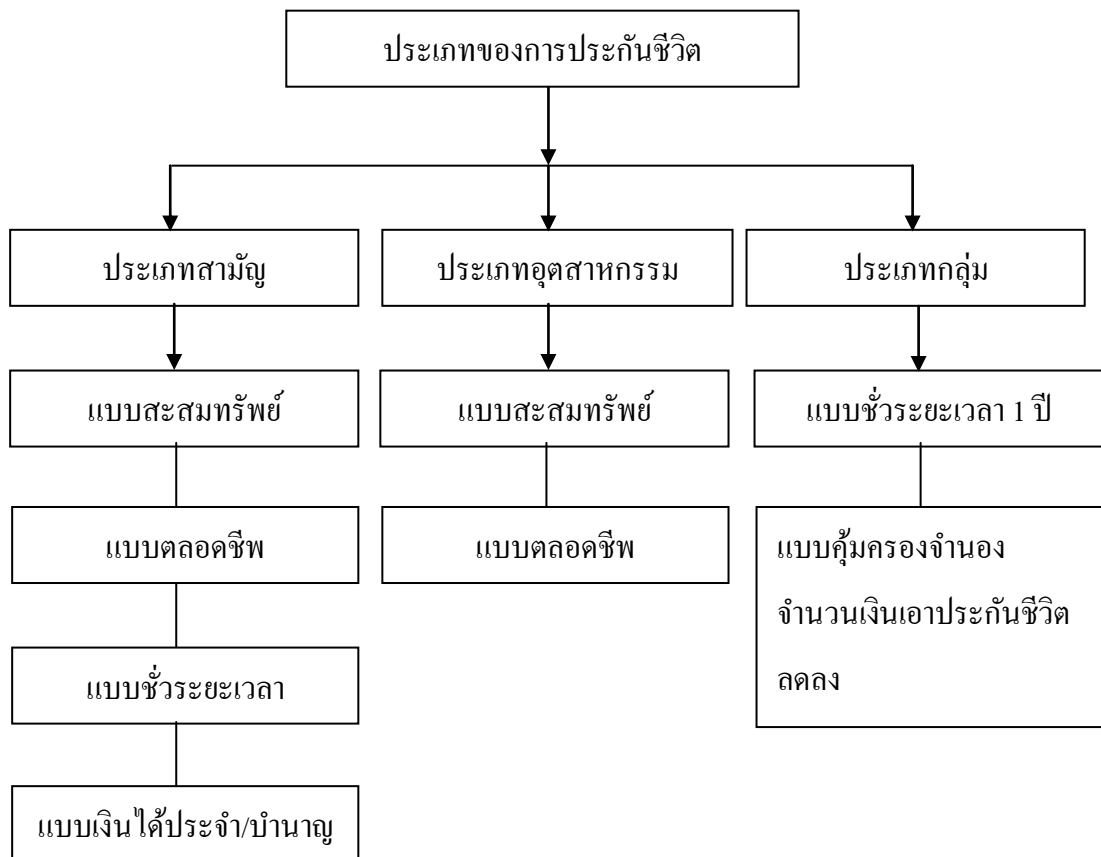 ประเภทของการประกันชีวิต
ประเภทสามัญ
ประเภทอุตสาหกรรม
ประเภทกลุ่ม
แบบสะสมทรัพย์
แบบสะสมทรัพย์
แบบชั่วระยะเวลา 1 ปี
แบบตลอดชีพ
แบบตลอดชีพ
แบบคุ้มครองจำนอง
จำนวนเงินเอาประกันชีวิต
ลดลง
แบบชั่วระยะเวลา
แบบเงินได้ประจำ/บำนาญ